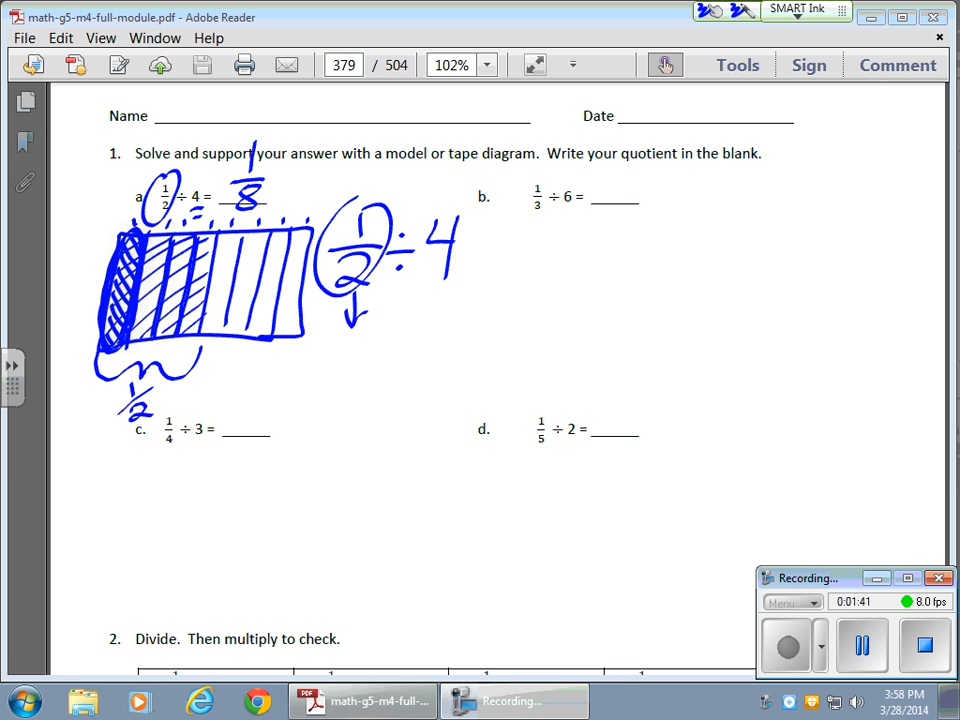 math-g5-m4-full-module.pdf - Adobe Reader
SMART Ink
File Edit View Window Help
379 / 504 102% Tools Sign Comment
Name Date
1. Solve and support your answer with a model or tape diagram. Write your quotient in the blank.
a 1/2 ÷ 4 = 1/8
=
b. 1/3 ÷ 6 =
1/2 ÷ 4
1/2
c. 1/4 ÷ 3 =
d. 1/5 ÷ 2 =
2. Divide. Then multiply to check.
Recording...
Menu 0:01:41 8.0 fps
math-g5-m4-full-...
Recording...
3:58 PM
3/28/2014